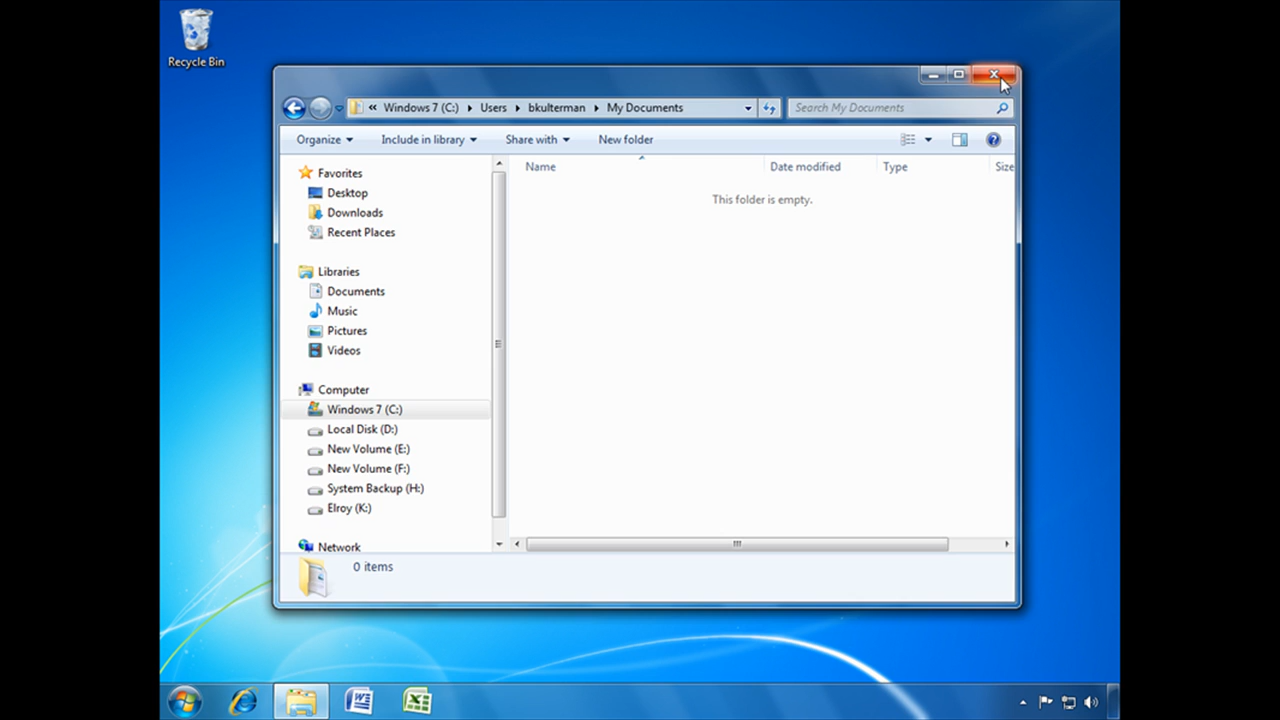 Recycle Bin
« Windows 7 (C:) Users bkulterman My Documents
Search My Documents
Organize Include in library Share with New folder
Name Date modified Type Size
This folder is empty.
Favorites
Desktop
Downloads
Recent Places
Libraries
Documents
Music
Pictures
Videos
Computer
Windows 7 (C:)
Local Disk (D:)
New Volume (E:)
New Volume (F:)
System Backup (H:)
Elroy (K:)
Network
0 items